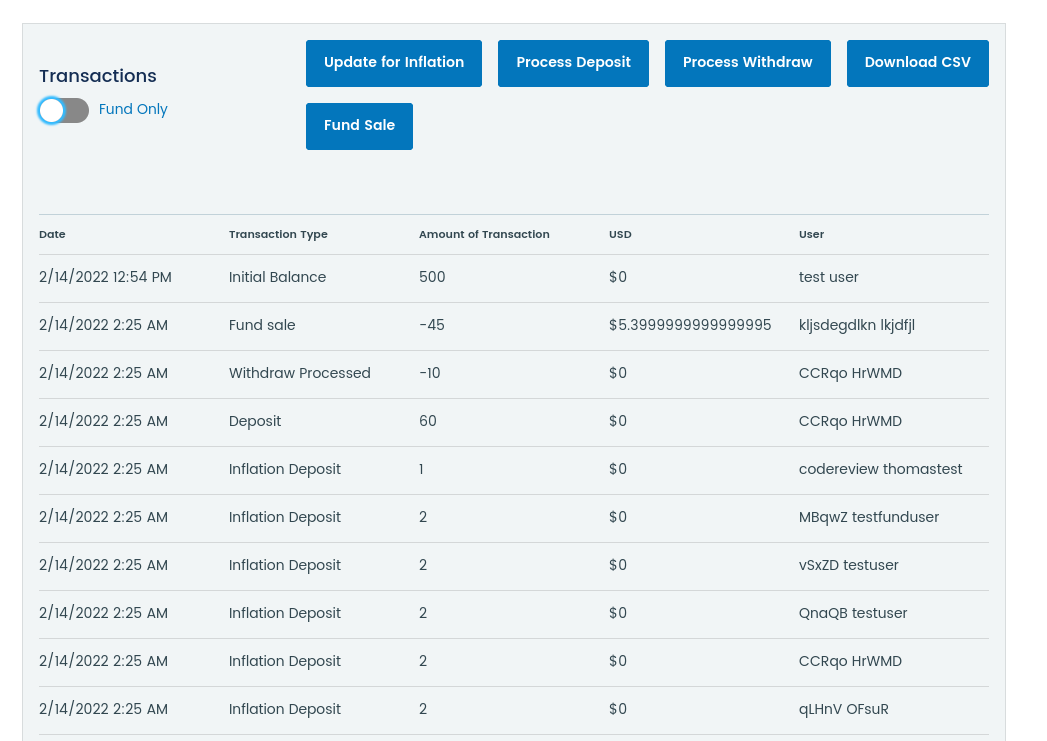 Transactions
Fund Only
Update for Inflation Process Deposit Process Withdraw Download CSV
Fund Sale
Date Transaction Type Amount of Transaction USD User
2/14/2022 12:54 PM Initial Balance 500 $0 test user
2/14/2022 2:25 AM Fund sale -45 $5.3999999999999995 kljsdegdlkn lkjdfjl
2/14/2022 2:25 AM Withdraw Processed -10 $0 CCRqo HrWMD
2/14/2022 2:25 AM Deposit 60 $0 CCRqo HrWMD
2/14/2022 2:25 AM Inflation Deposit 1 $0 codereview thomastest
2/14/2022 2:25 AM Inflation Deposit 2 $0 MBqwZ testfunduser
2/14/2022 2:25 AM Inflation Deposit 2 $0 vSxZD testuser
2/14/2022 2:25 AM Inflation Deposit 2 $0 QnaQB testuser
2/14/2022 2:25 AM Inflation Deposit 2 $0 CCRqo HrWMD
2/14/2022 2:25 AM Inflation Deposit 2 $0 qLHnV OFsuR